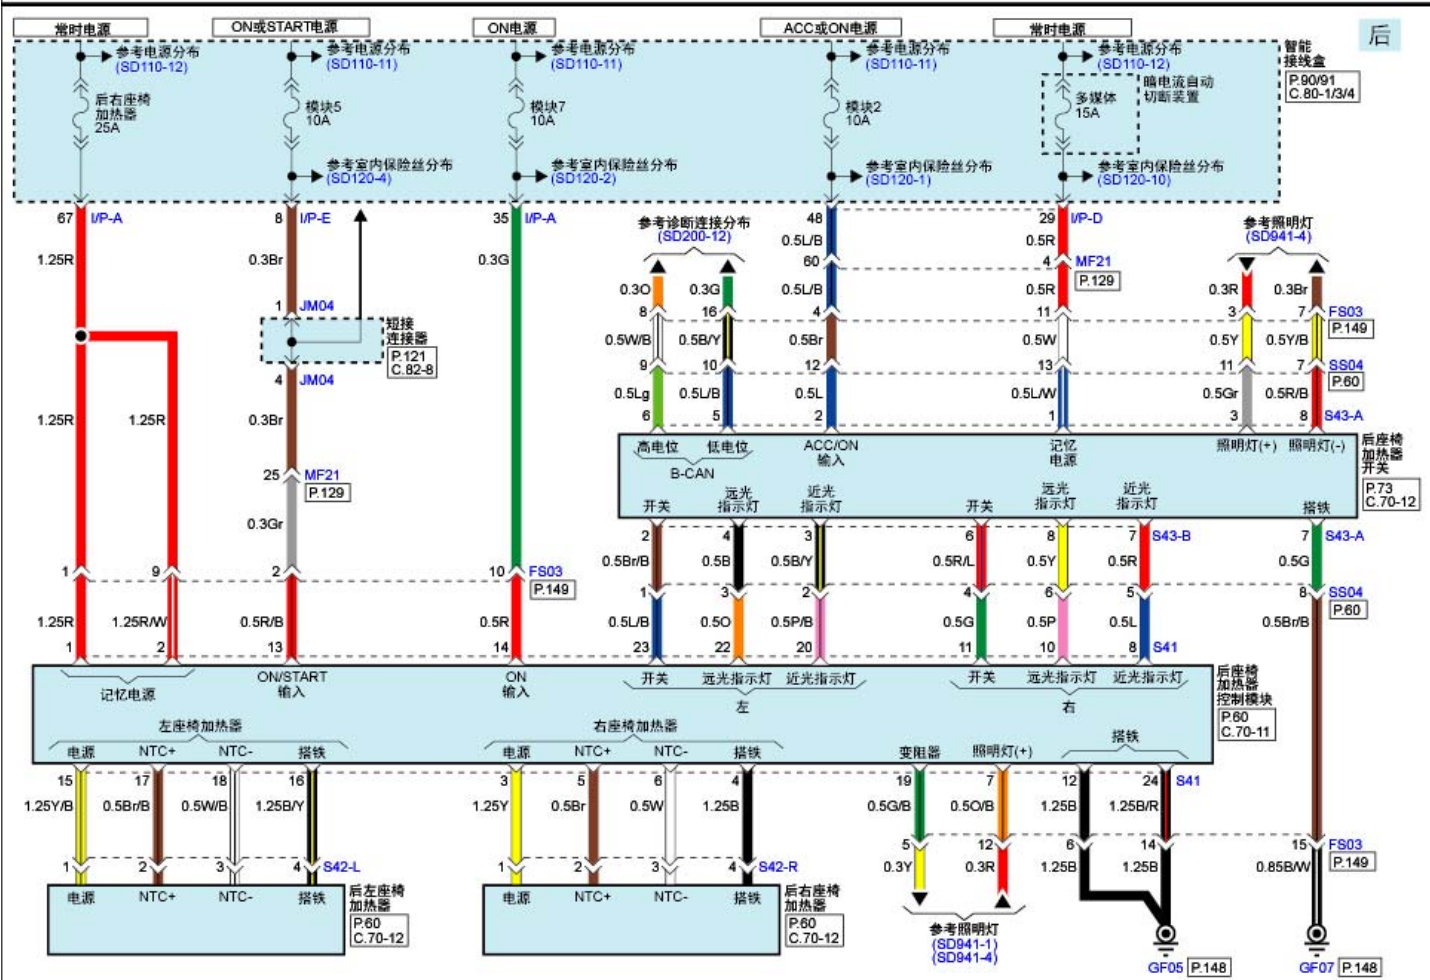 常时电源 ON或START电源 ON电源 ACC或ON电源 常时电源
后
参考电源分布 参考电源分布 参考电源分布 参考电源分布 参考电源分布
(SD110-12) (SD110-11) (SD110-11) (SD110-11) (SD110-12)
智能
接线盒
P.90/91
C.80-1/3/4
后右座椅
加热器
25A
模块5
10A
模块7
10A
模块2
10A
多媒体
15A
暗电流自动
切断装置
参考室内保险丝分布 参考室内保险丝分布 参考室内保险丝分布 参考室内保险丝分布
(SD120-4) (SD120-2) (SD120-1) (SD120-10)
67 I/P-A 8 I/P-E 35 I/P-A 48 29 I/P-D
参考诊断连接分布
(SD200-12)
参考照明灯
(SD941-4)
0.5L/B 0.5R
1.25R 0.3Br 0.3G 60 4 MF21
P.129
0.3O 0.3G 0.5L/B 0.5R 0.3R 0.3Br
1 JM04
8 16 4 11 3 7 FS03
P.149
短接
连接器
P.121
C.82-8
0.5W/B 0.5B/Y 0.5Br 0.5W 0.5Y 0.5Y/B
9 10 12 13 11 7 SS04
P.60
4 JM04
0.5Lg 0.5L/B 0.5L 0.5L/W 0.5Gr 0.5R/B
6 5 2 1 3 8 S43-A
1.25R 1.25R 0.3Br
高电位 低电位 ACC/ON
输入
记忆
电源
照明灯(+) 照明灯(-)
B-CAN
后座椅
加热器
开关
P.73
C.70-12
25 MF21
P.129
开关 远光
指示灯
近光
指示灯
开关 远光
指示灯
近光
指示灯
搭铁
0.3Gr
2 4 3 6 8 7 S43-B 7 S43-A
0.5Br/B 0.5B 0.5B/Y 0.5R/L 0.5Y 0.5R 0.5G
1 9 2 10 FS03
P.149
1 3 2 4 6 5 8 SS04
P.60
1.25R 1.25R/W 0.5R/B 0.5R 0.5L/B 0.5O 0.5P/B 0.5G 0.5P 0.5L 0.5Br/B
1 2 13 14 23 22 20 11 10 8 S41
记忆电源 ON/START
输入
ON
输入
开关 远光指示灯 近光指示灯 开关 远光指示灯 近光指示灯
左 右
后座椅
加热器
控制模块
P.60
C.70-11
左座椅加热器 右座椅加热器 搭铁
电源 NTC+ NTC- 搭铁 电源 NTC+ NTC- 搭铁 变阻器 照明灯(+)
15 17 18 16 3 5 6 4 19 7 12 24 S41
1.25Y/B 0.5Br/B 0.5W/B 1.25B/Y 1.25Y 0.5Br 0.5W 1.25B 0.5G/B 0.5O/B 1.25B 1.25B/R
5 12 6 14 15 FS03
P.149
1 2 3 4 S42-L 1 2 3 4 S42-R 0.3Y 0.3R 1.25B 1.25B 0.85B/W
电源 NTC+ NTC- 搭铁 电源 NTC+ NTC- 搭铁
后左座椅
加热器
P.60
C.70-12
后右座椅
加热器
P.60
C.70-12
参考照明灯
(SD941-1)
(SD941-4)
GF05 P.148 GF07 P.148